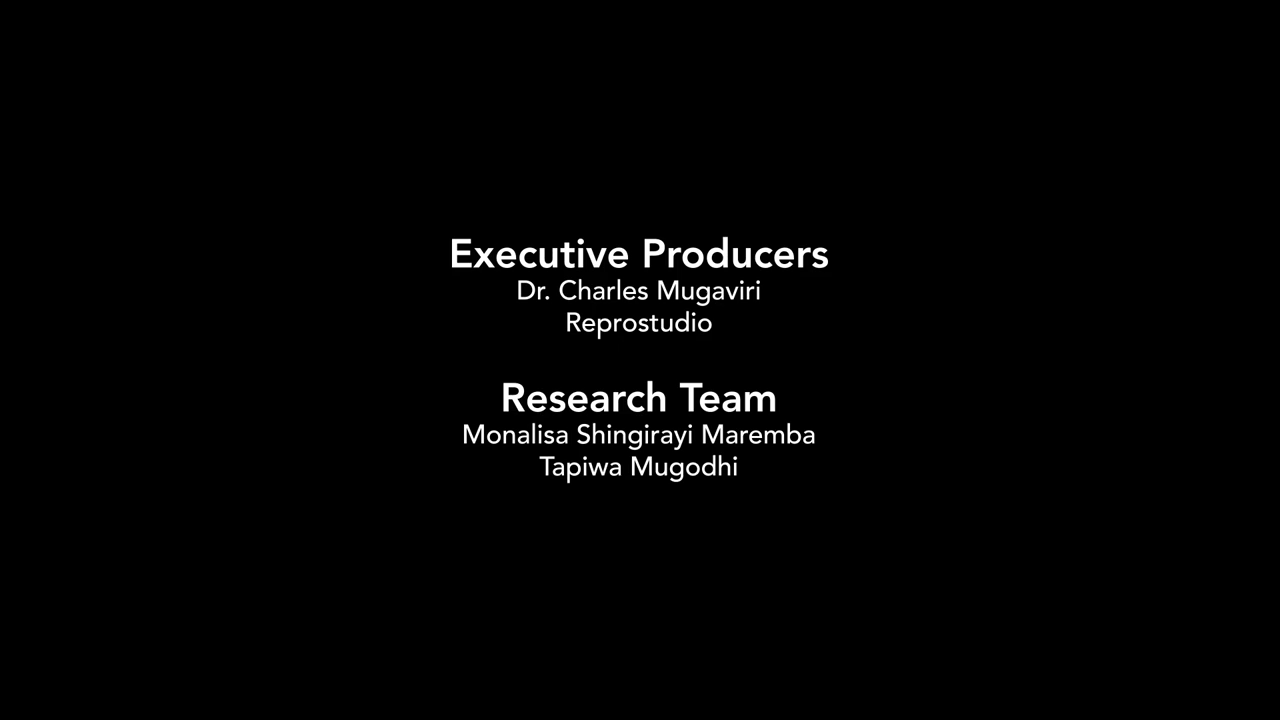 Executive Producers
Dr. Charles Mugaviri
Reprostudio
Research Team
Monalisa Shingirayi Maremba
Tapiwa Mugodhi